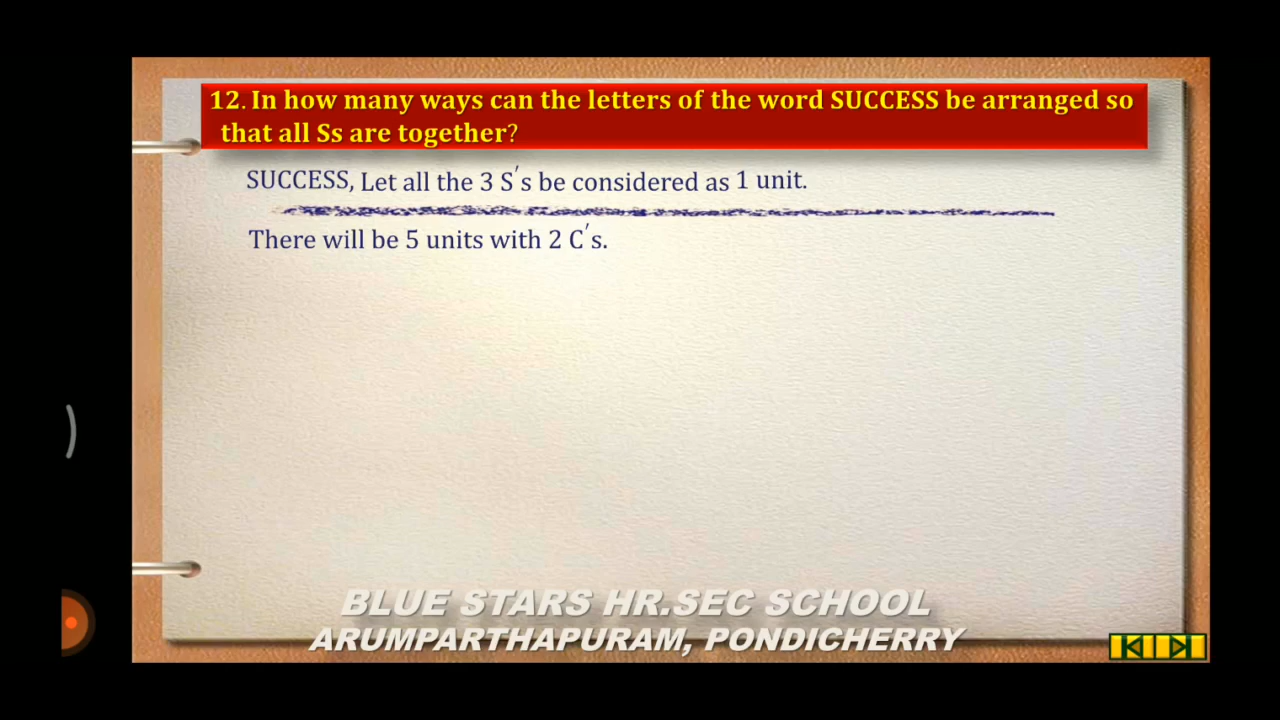 12. In how many ways can the letters of the word SUCCESS be arranged so
that all Ss are together?
SUCCESS, Let all the 3 S′s be considered as 1 unit.
There will be 5 units with 2 C′s.
BLUE STARS HR.SEC SCHOOL
ARUMPARTHAPURAM, PONDICHERRY